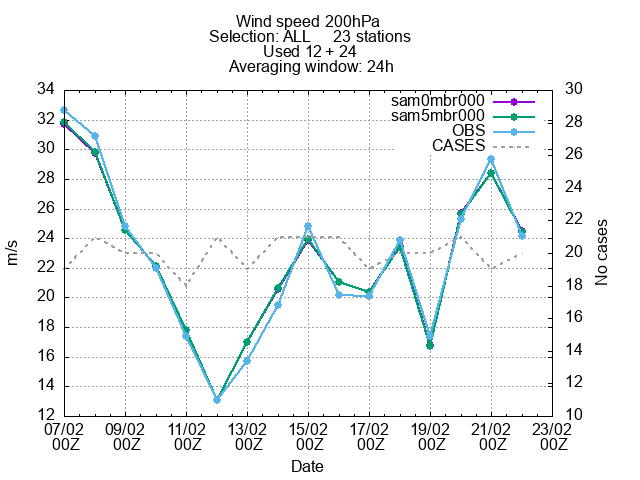 Wind speed 200hPa
Selection: ALL 23 stations
Used 12 + 24
Averaging window: 24h
sam0mbr000
sam5mbr000
OBS
CASES
34
32
30
28
26
24
22
20
18
16
14
12
m/s
30
28
26
24
22
20
18
16
14
12
10
No cases
07/02 09/02 11/02 13/02 15/02 17/02 19/02 21/02 23/02
00Z 00Z 00Z 00Z 00Z 00Z 00Z 00Z 00Z
Date